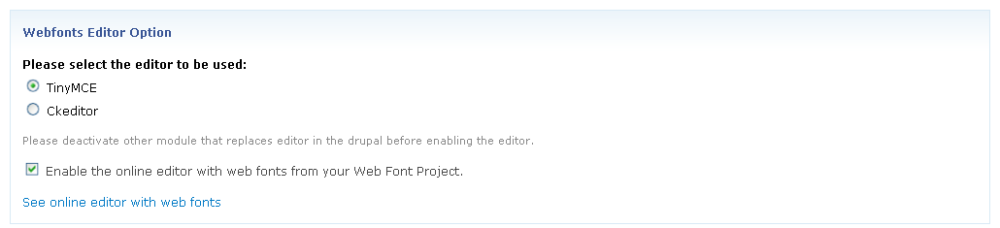 Webfonts Editor Option
Please select the editor to be used:
TinyMCE
Ckeditor
Please deactivate other module that replaces editor in the drupal before enabling the editor.
Enable the online editor with web fonts from your Web Font Project.
See online editor with web fonts